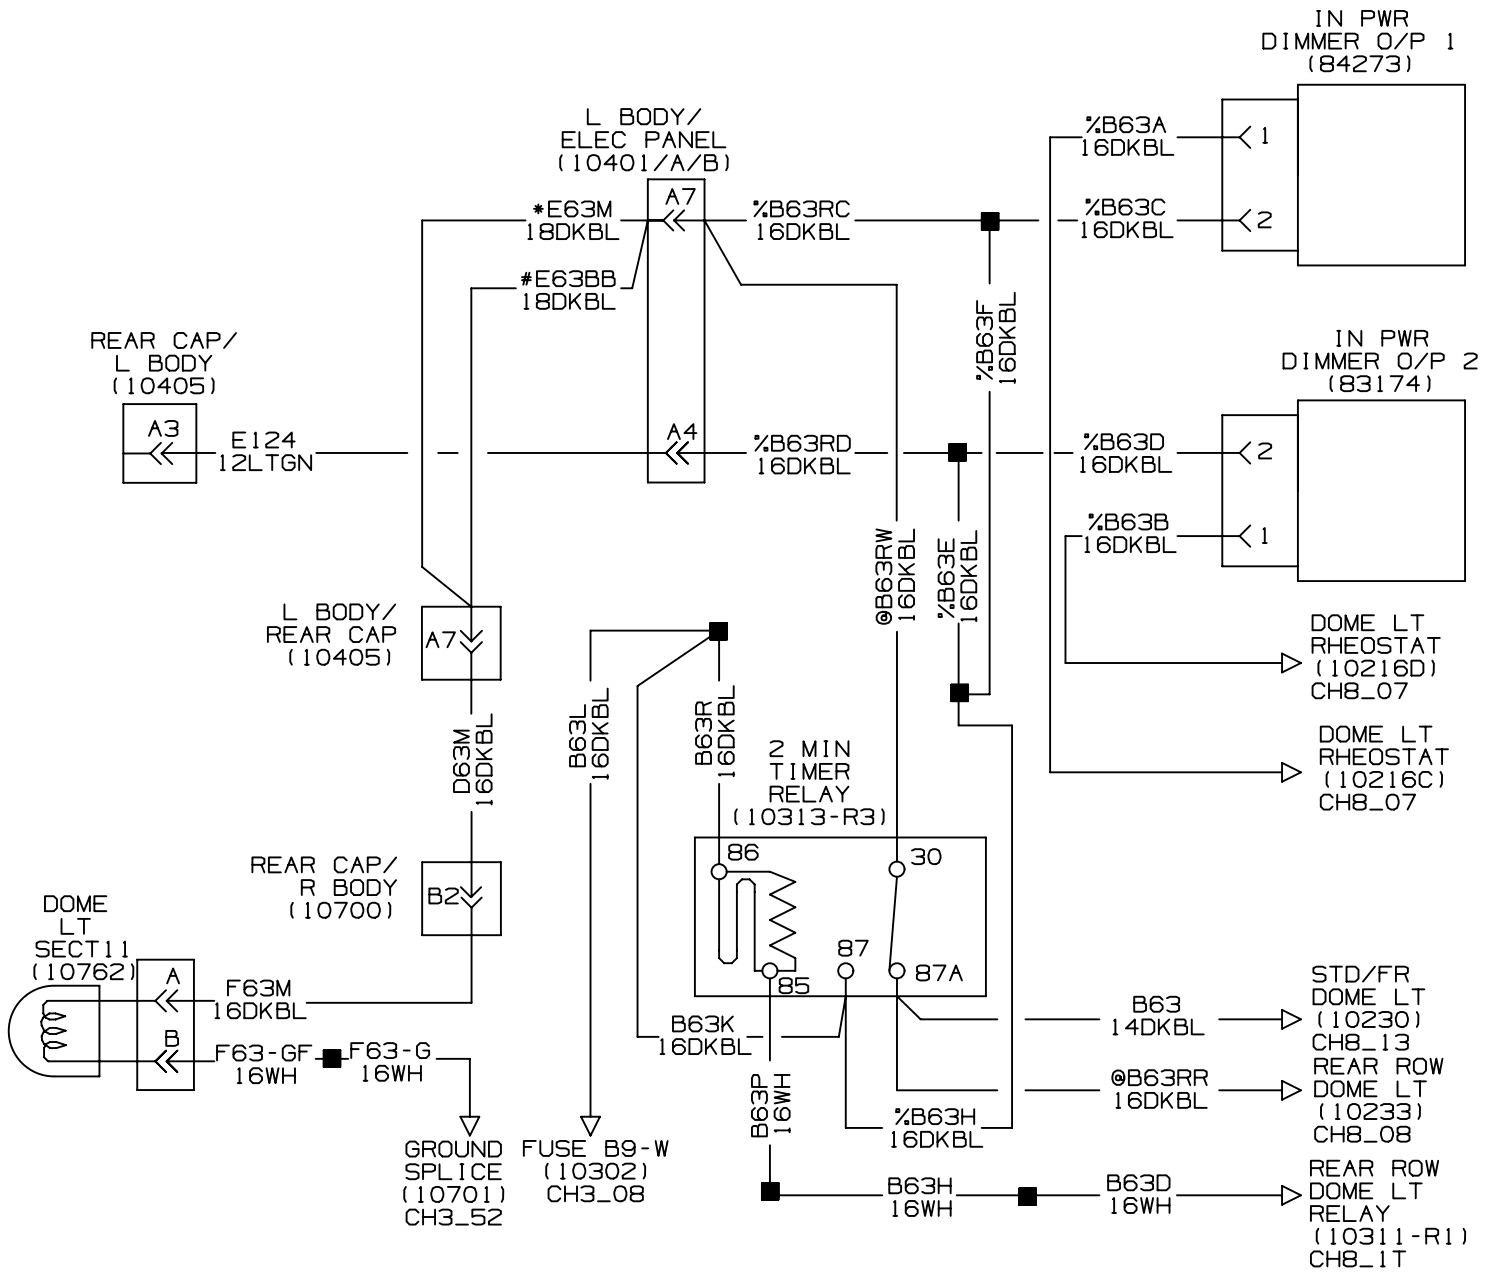 IN PWR
DIMMER O/P 1
(84273)
%B63A
16DKBL
1
%B63C
16DKBL
2
L BODY/
ELEC PANEL
(10401/A/B)
A7
*E63M
18DKBL
%B63RC
16DKBL
#E63BB
18DKBL
%B63F
16DKBL
IN PWR
DIMMER O/P 2
(83174)
REAR CAP/
L BODY
(10405)
A3
E124
12LTGN
A4
%B63RD
16DKBL
%B63D
16DKBL
2
%B63B
16DKBL
1
@B63RW
16DKBL
%B63E
16DKBL
L BODY/
REAR CAP
(10405)
A7
DOME LT
RHEOSTAT
(10216D)
CH8_07
D63M
16DKBL
B63L
16DKBL
B63R
16DKBL
2 MIN
TIMER
RELAY
(10313-R3)
DOME LT
RHEOSTAT
(10216C)
CH8_07
86
30
87
87A
85
REAR CAP/
R BODY
(10700)
B2
DOME
LT
SECT11
(10762)
A
F63M
16DKBL
B
F63-GF
16WH
F63-G
16WH
B63K
16DKBL
B63P
16WH
B63
14DKBL
STD/FR
DOME LT
(10230)
CH8_13
@B63RR
16DKBL
REAR ROW
DOME LT
(10233)
CH8_08
%B63H
16DKBL
GROUND
SPLICE
(10701)
CH3_52
FUSE B9-W
(10302)
CH3_08
B63H
16WH
B63D
16WH
REAR ROW
DOME LT
RELAY
(10311-R1)
CH8_1T